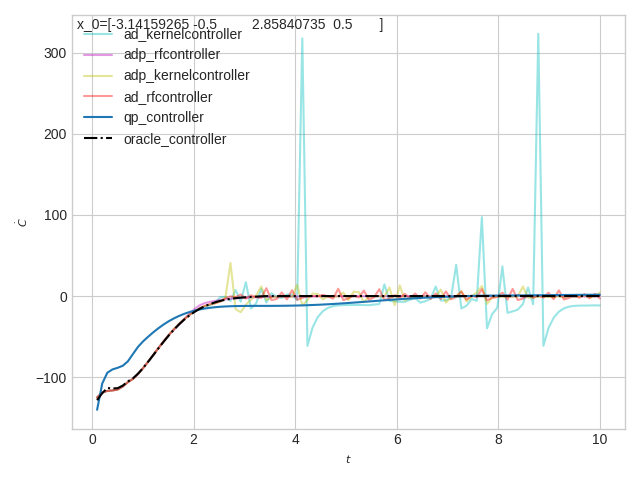 x_0=[-3.14159265 -0.5 2.85840735 0.5 ]
ad_kernelcontroller
adp_rfcontroller
adp_kernelcontroller
ad_rfcontroller
qp_controller
oracle_controller
300
200
100
0
−100
Ċ
0 2 4 6 8 10
t